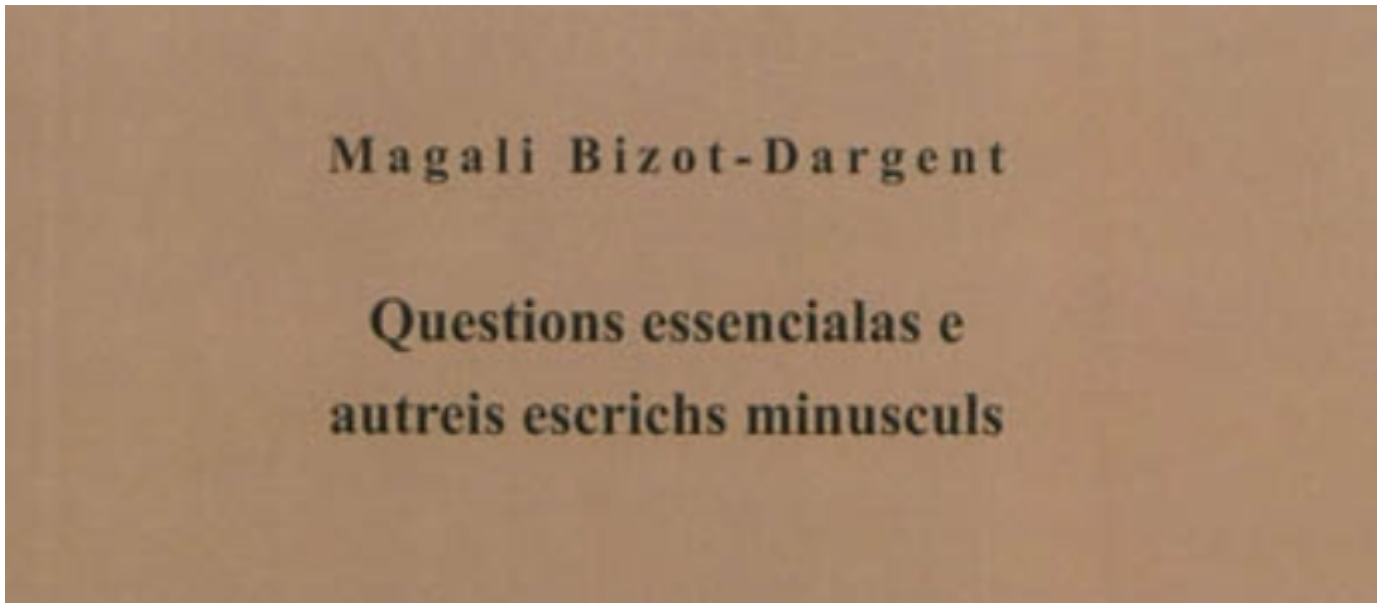 Magali Bizot-Dargent
Questions essencialas e
autreis escrichs minusculs